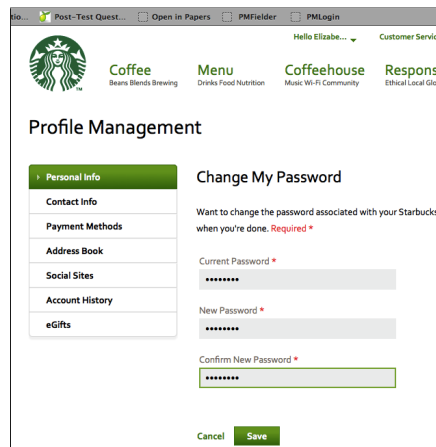 Post-Test Quest... Open in Papers PMFielder PMLogin
Hello Elizabe... Customer Servic
Coffee Menu Coffeehouse Respons
Beans Blends Brewing Drinks Food Nutrition Music Wi-Fi Community Ethical Local Glo
Profile Management
Personal Info
Contact Info
Payment Methods
Address Book
Social Sites
Account History
eGifts
Change My Password
Want to change the password associated with your Starbucks
when you're done. Required *
Current Password *
••••••••
New Password *
••••••••
Confirm New Password *
••••••••
Cancel Save